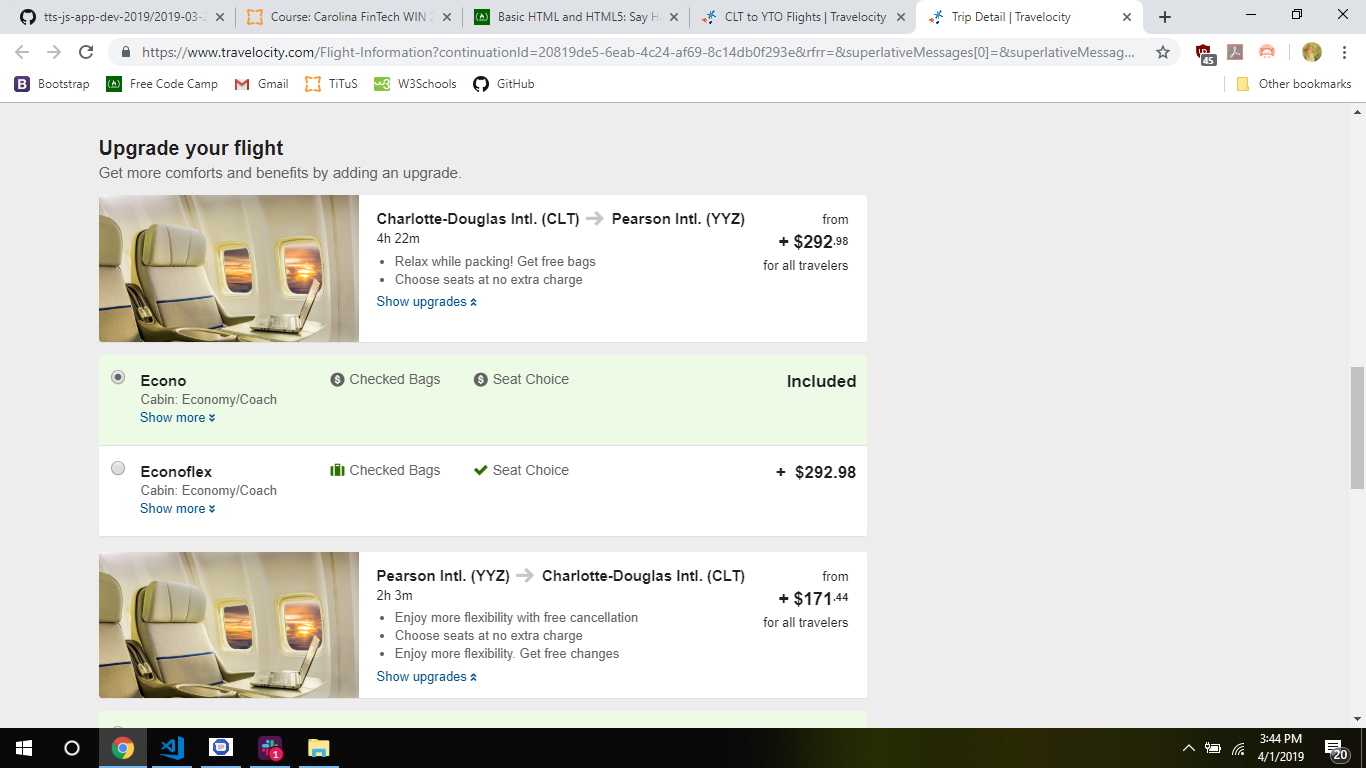 tts-js-app-dev-2019/2019-03-2
Course: Carolina FinTech WIN 2
Basic HTML and HTML5: Say H
CLT to YTO Flights | Travelocity
Trip Detail | Travelocity
https://www.travelocity.com/Flight-Information?continuationId=20819de5-6eab-4c24-af69-8c14db0f293e&rfrr=&superlativeMessages[0]=&superlativeMessag...
45
Bootstrap
Free Code Camp
Gmail
TiTuS
W3Schools
GitHub
Other bookmarks
Upgrade your flight
Get more comforts and benefits by adding an upgrade.
Charlotte-Douglas Intl. (CLT) → Pearson Intl. (YYZ)
4h 22m
• Relax while packing! Get free bags
• Choose seats at no extra charge
Show upgrades
from
+ $292.98
for all travelers
Econo
Cabin: Economy/Coach
Show more
Checked Bags
Seat Choice
Included
Econoflex
Cabin: Economy/Coach
Show more
Checked Bags
Seat Choice
+ $292.98
Pearson Intl. (YYZ) → Charlotte-Douglas Intl. (CLT)
2h 3m
• Enjoy more flexibility with free cancellation
• Choose seats at no extra charge
• Enjoy more flexibility. Get free changes
Show upgrades
from
+ $171.44
for all travelers
1
3:44 PM
4/1/2019
20